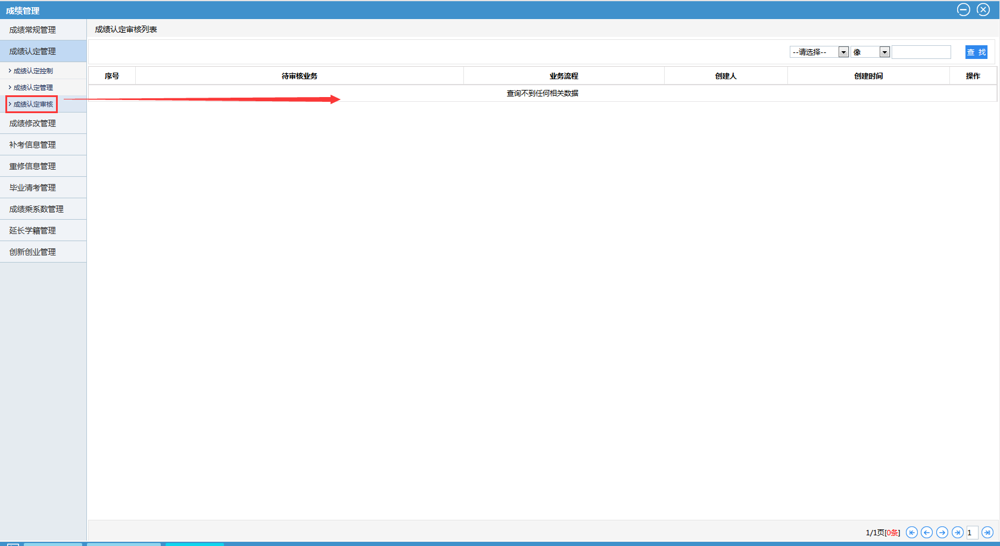 成绩管理
成绩常规管理
成绩认定管理
成绩认定控制
成绩认定管理
成绩认定审核
成绩修改管理
补考信息管理
重修信息管理
毕业清考管理
成绩乘系数管理
延长学籍管理
创新创业管理
成绩认定审核列表
--请选择-- 像 查 找
序号 待审核业务 业务流程 创建人 创建时间 操作
查询不到任何相关数据
1/1页[0条] 1